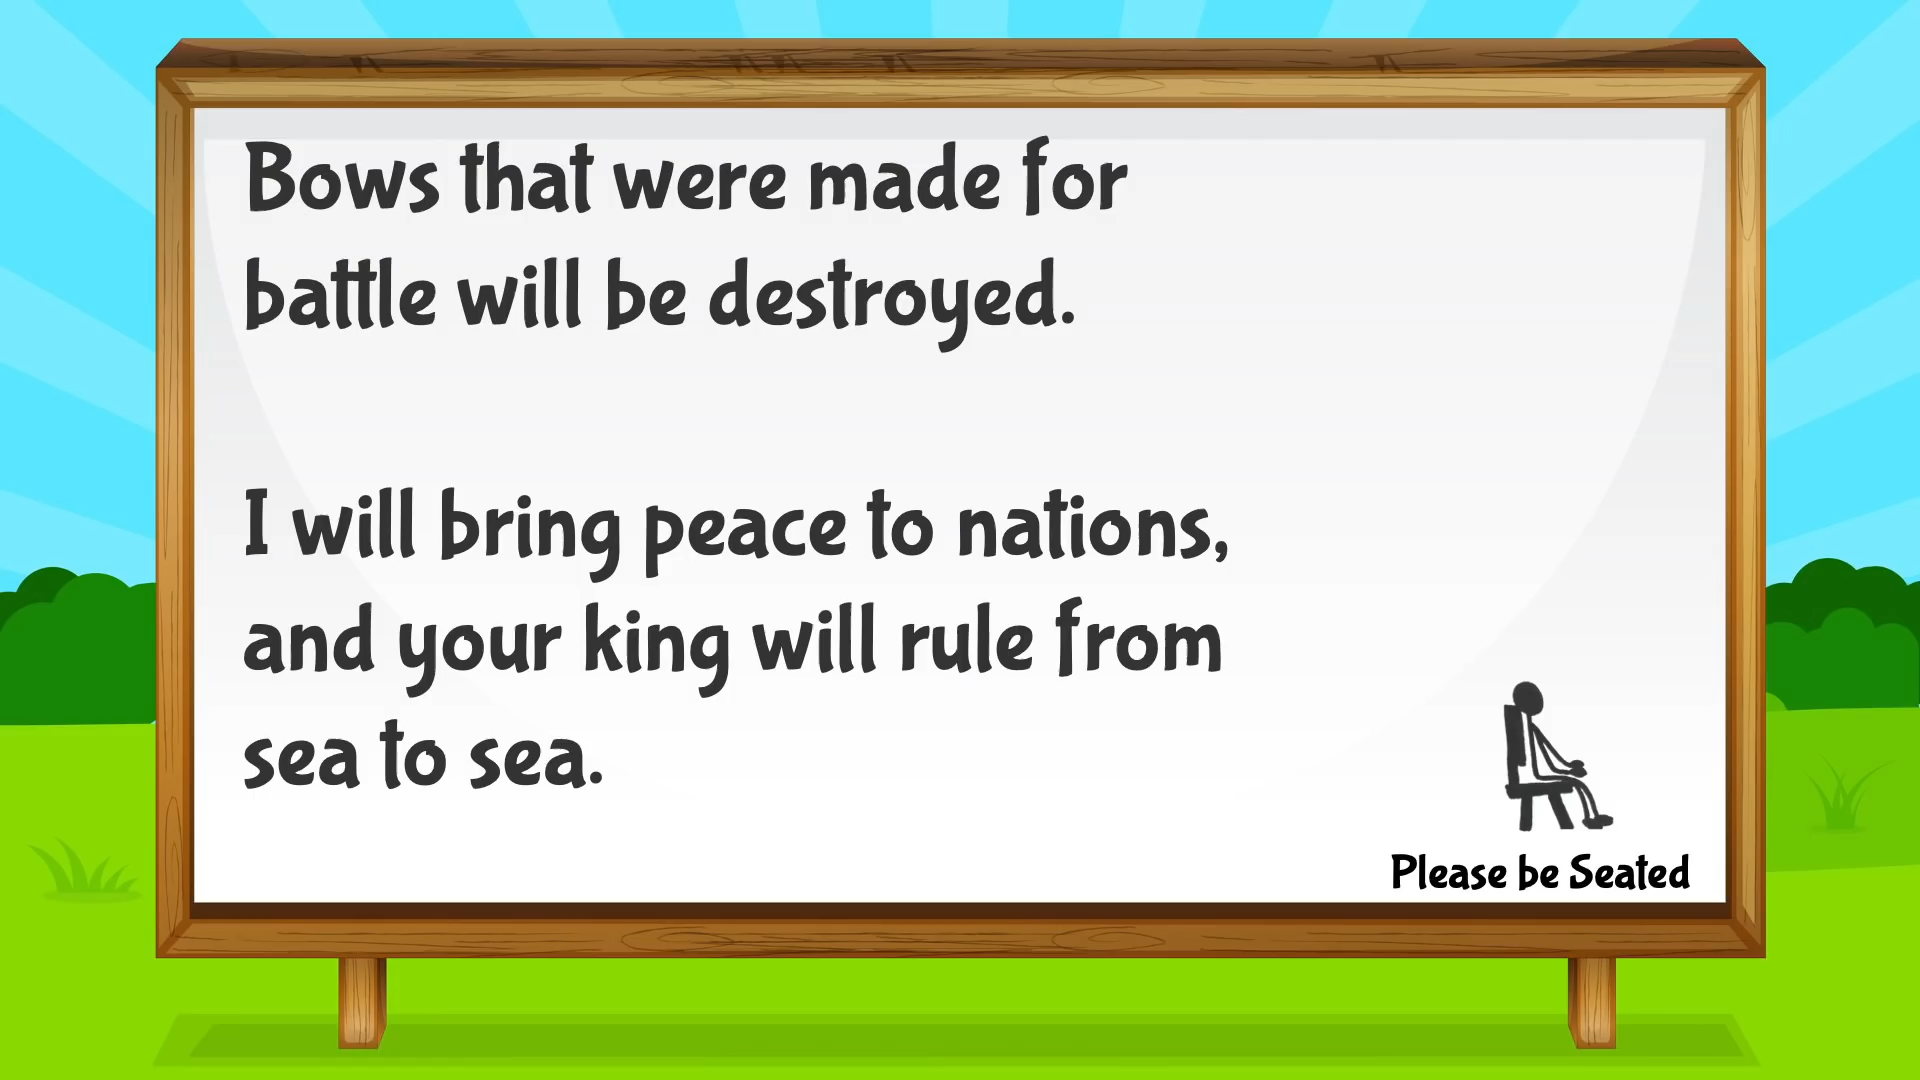 Bows that were made for
battle will be destroyed.
I will bring peace to nations,
and your king will rule from
sea to sea.
Please be Seated